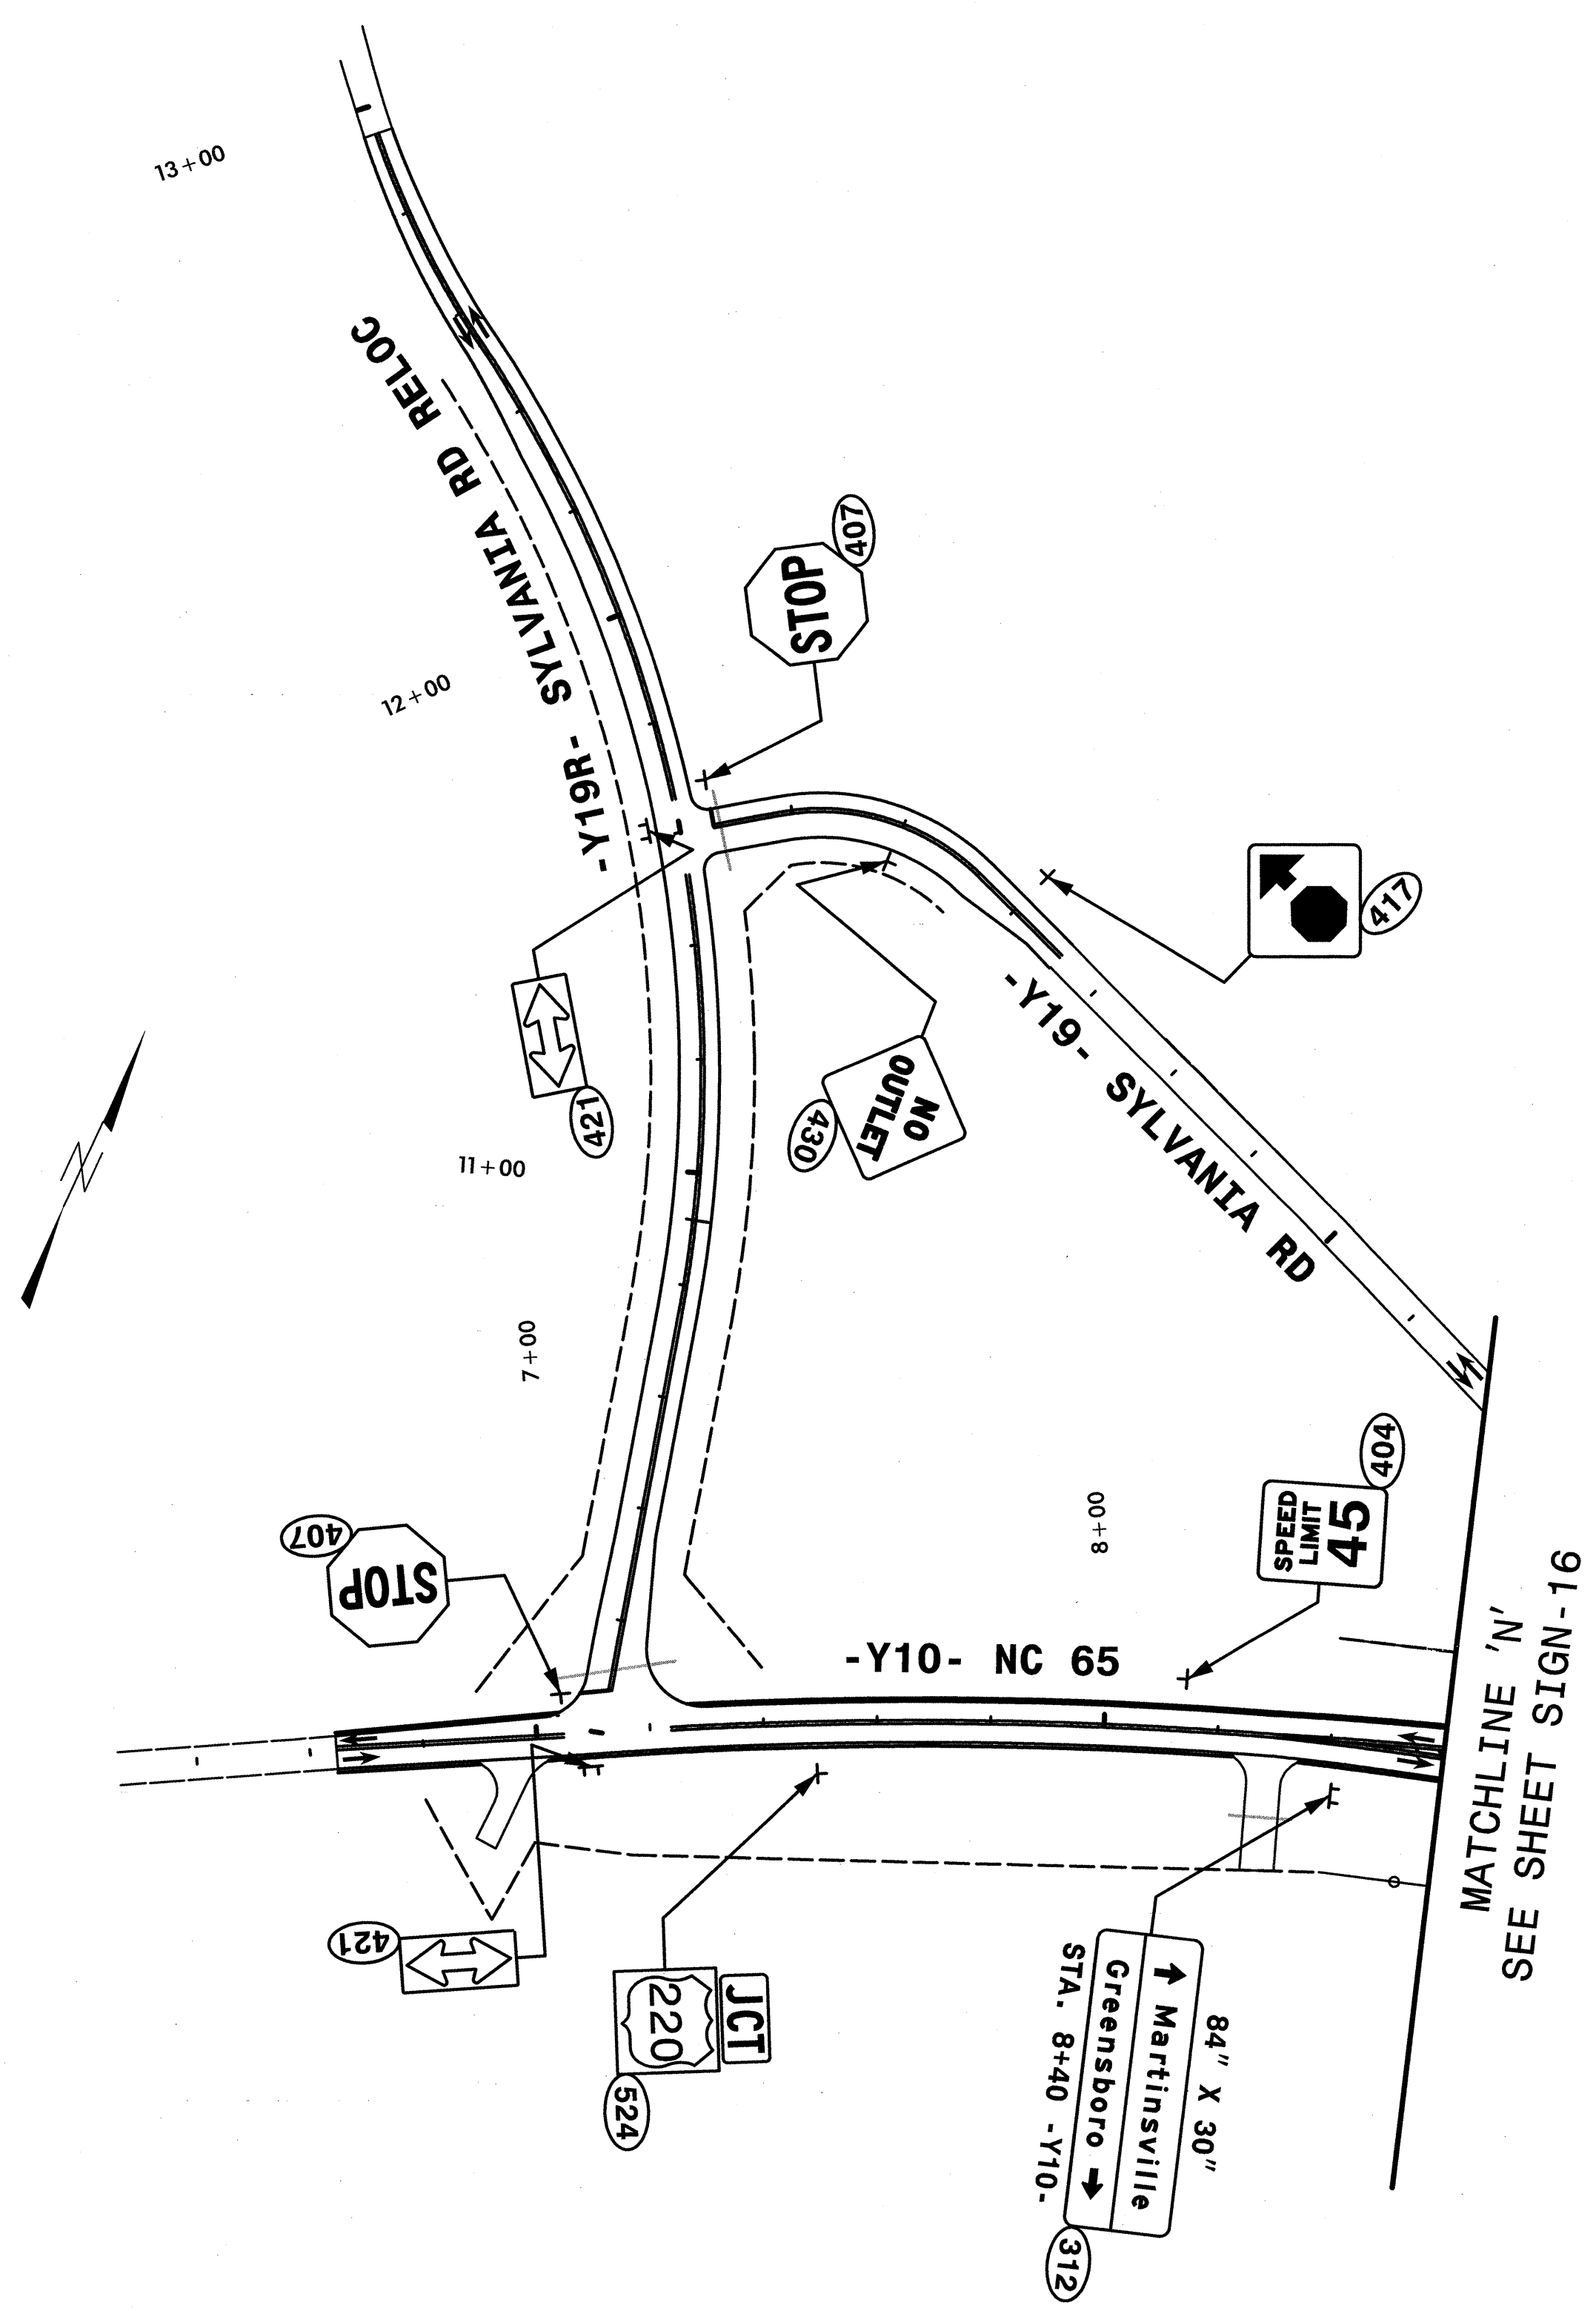 13+00
-Y19R- SYLVANIA RD RELOC
12+00
STOP
407
417
421
NO
OUTLET
430
-Y19- SYLVANIA RD
11+00
7+00
8+00
SPEED
LIMIT
45
404
STOP
407
-Y10- NC 65
MATCHLINE 'N'
SEE SHEET SIGN-16
421
JCT
220
524
84" X 30"
Martinsville
Greensboro
STA. 8+40 -Y10-
312
N